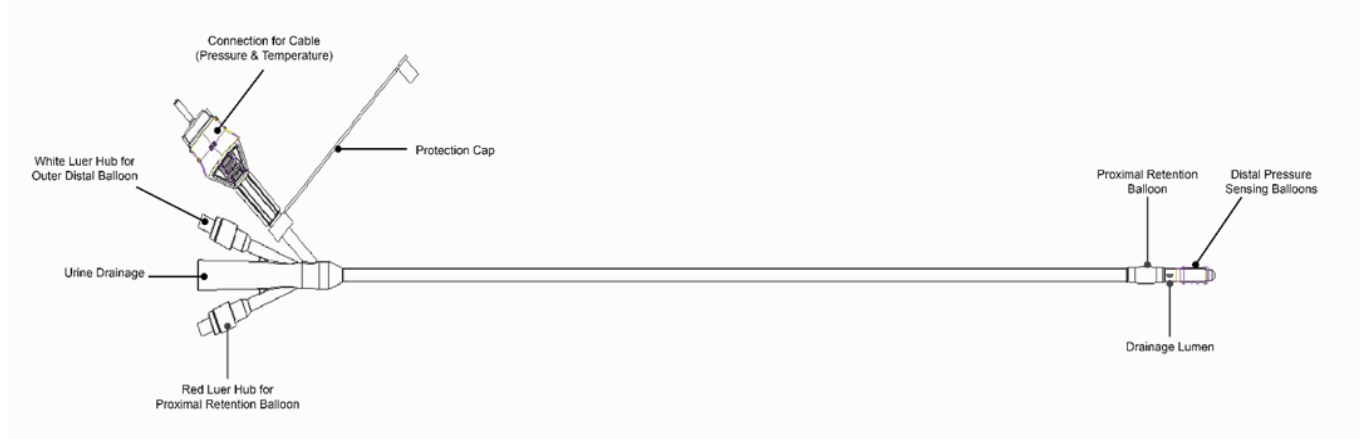 Connection for Cable
(Pressure & Temperature)
Protection Cap
White Luer Hub for
Outer Distal Balloon
Proximal Retention
Balloon
Distal Pressure
Sensing Balloons
Urine Drainage
Drainage Lumen
Red Luer Hub for
Proximal Retention Balloon